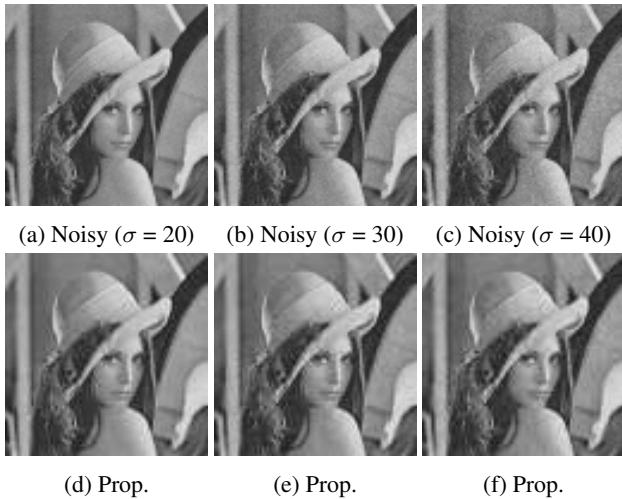 (a) Noisy (σ = 20) (b) Noisy (σ = 30) (c) Noisy (σ = 40)
(d) Prop. (e) Prop. (f) Prop.